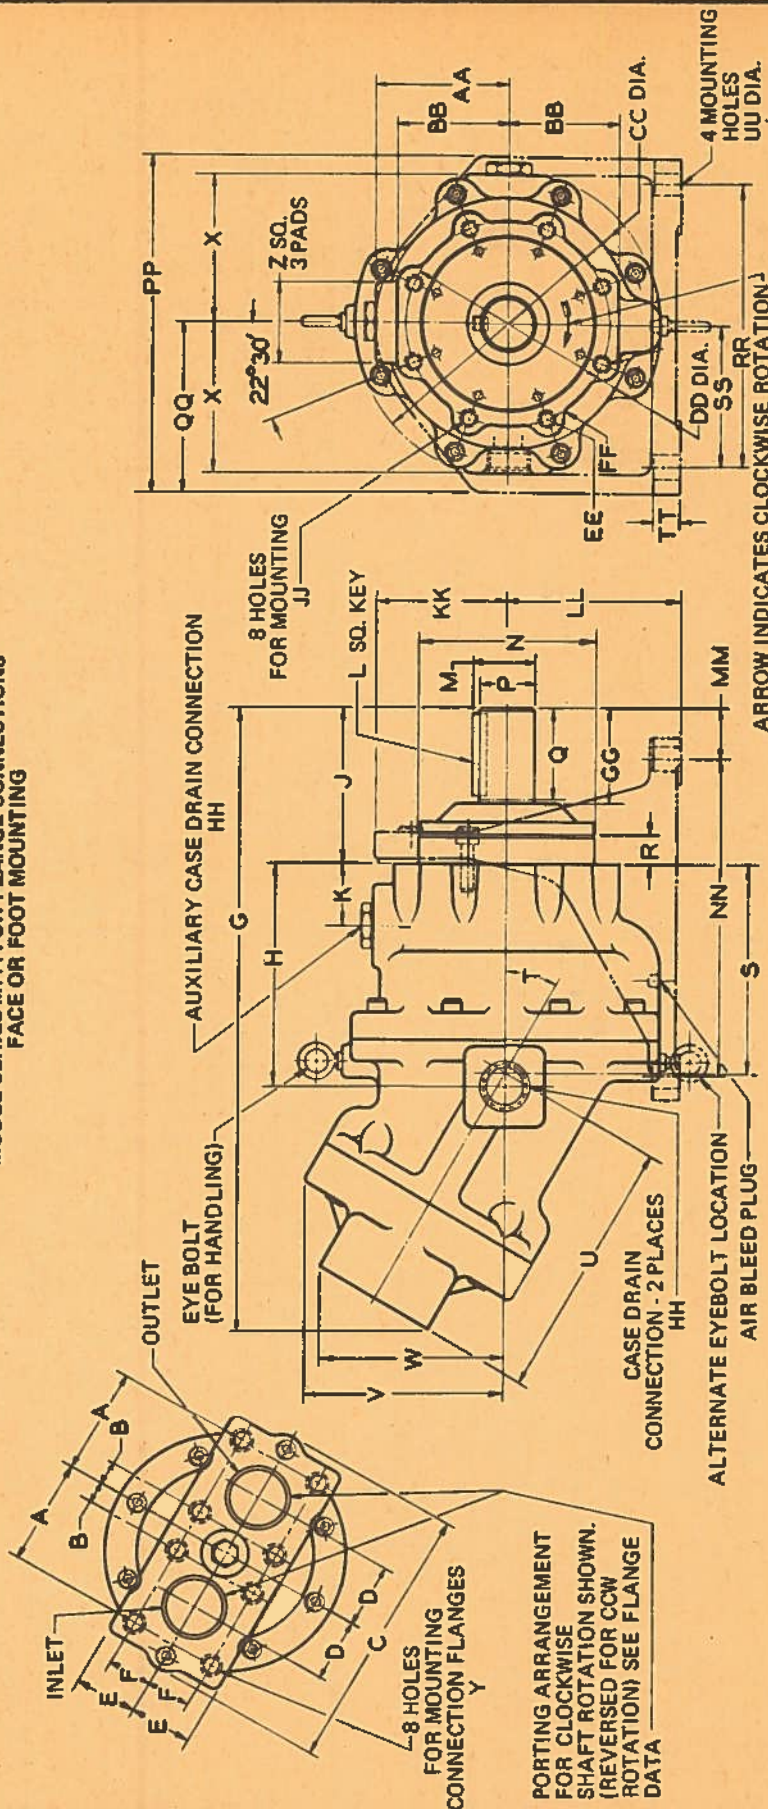 FACE OR FOOT MOUNTING
INLET
OUTLET
A
A
B
B
E
E
F
F
D
D
C
8 HOLES
FOR MOUNTING
CONNECTION FLANGES
Y
PORTING ARRANGEMENT
FOR CLOCKWISE
SHAFT ROTATION SHOWN.
(REVERSED FOR CCW
ROTATION) SEE FLANGE
DATA
EYE BOLT
(FOR HANDLING)
AUXILIARY CASE DRAIN CONNECTION
HH
G
H
J
K
L SQ. KEY
M
P
N
KK
LL
Q
GG
R
MM
NN
S
T
U
V
W
CASE DRAIN
CONNECTION - 2 PLACES
HH
ALTERNATE EYEBOLT LOCATION
AIR BLEED PLUG
8 HOLES
FOR MOUNTING
JJ
PP
QQ
X
X
22°30'
Z SQ.
3 PADS
AA
BB
BB
CC DIA.
4 MOUNTING
HOLES
UU DIA.
DD DIA.
EE
FF
SS
RR
TT
ARROW INDICATES CLOCKWISE ROTATION